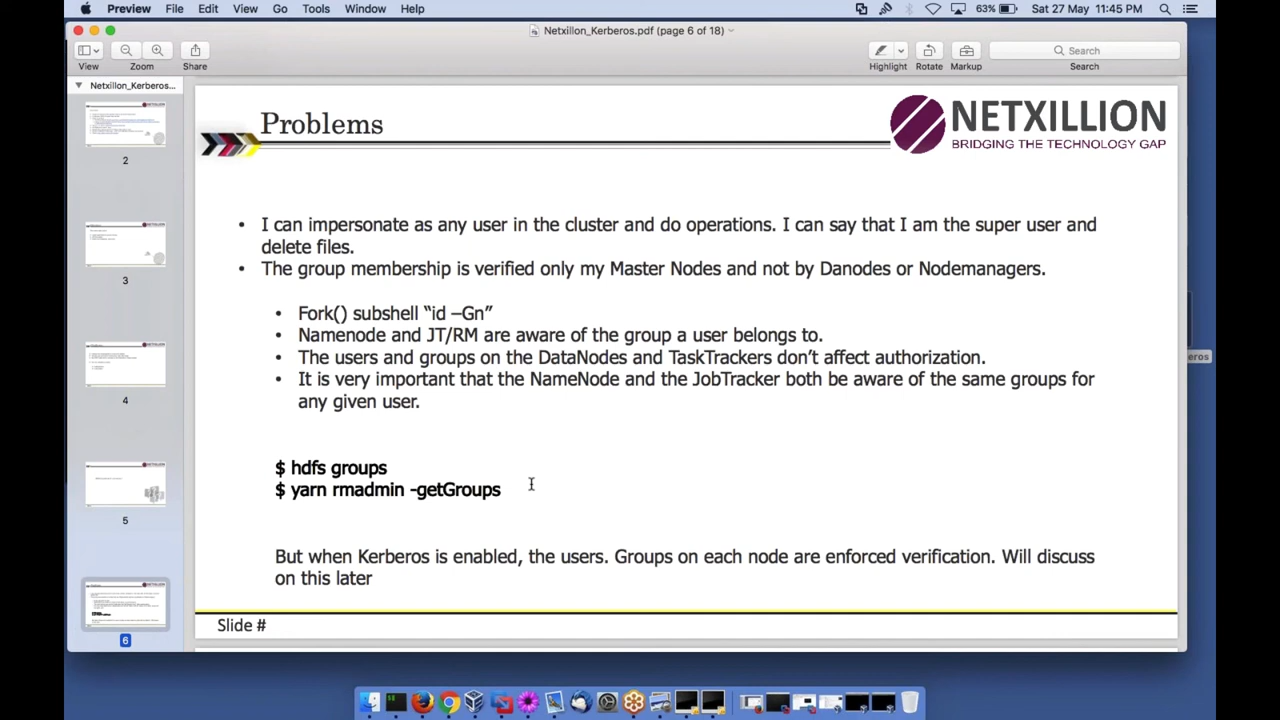 Preview File Edit View Go Tools Window Help 63% Sat 27 May 11:45 PM
Netxillon_Kerberos.pdf (page 6 of 18)
View Zoom Share Search Highlight Rotate Markup Search
Netxillon_Kerberos...
2
3
4
5
6
Problems
NETXILLION
BRIDGING THE TECHNOLOGY GAP
• I can impersonate as any user in the cluster and do operations. I can say that I am the super user and
delete files.
• The group membership is verified only my Master Nodes and not by Danodes or Nodemanagers.
• Fork() subshell “id –Gn”
• Namenode and JT/RM are aware of the group a user belongs to.
• The users and groups on the DataNodes and TaskTrackers don’t affect authorization.
• It is very important that the NameNode and the JobTracker both be aware of the same groups for
any given user.
$ hdfs groups
$ yarn rmadmin -getGroups
But when Kerberos is enabled, the users. Groups on each node are enforced verification. Will discuss
on this later
Slide #
eros